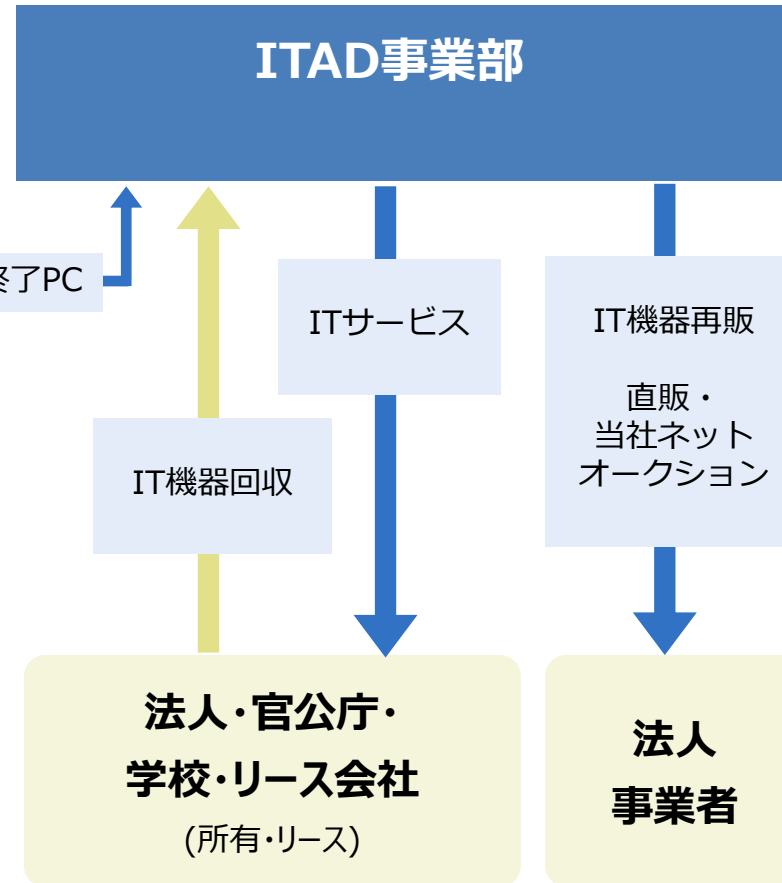 ITAD事業部
終了PC
ITサービス
IT機器再販
直販・
当社ネット
オークション
IT機器回収
法人･官公庁･
学校･リース会社
(所有･リース)
法人
事業者